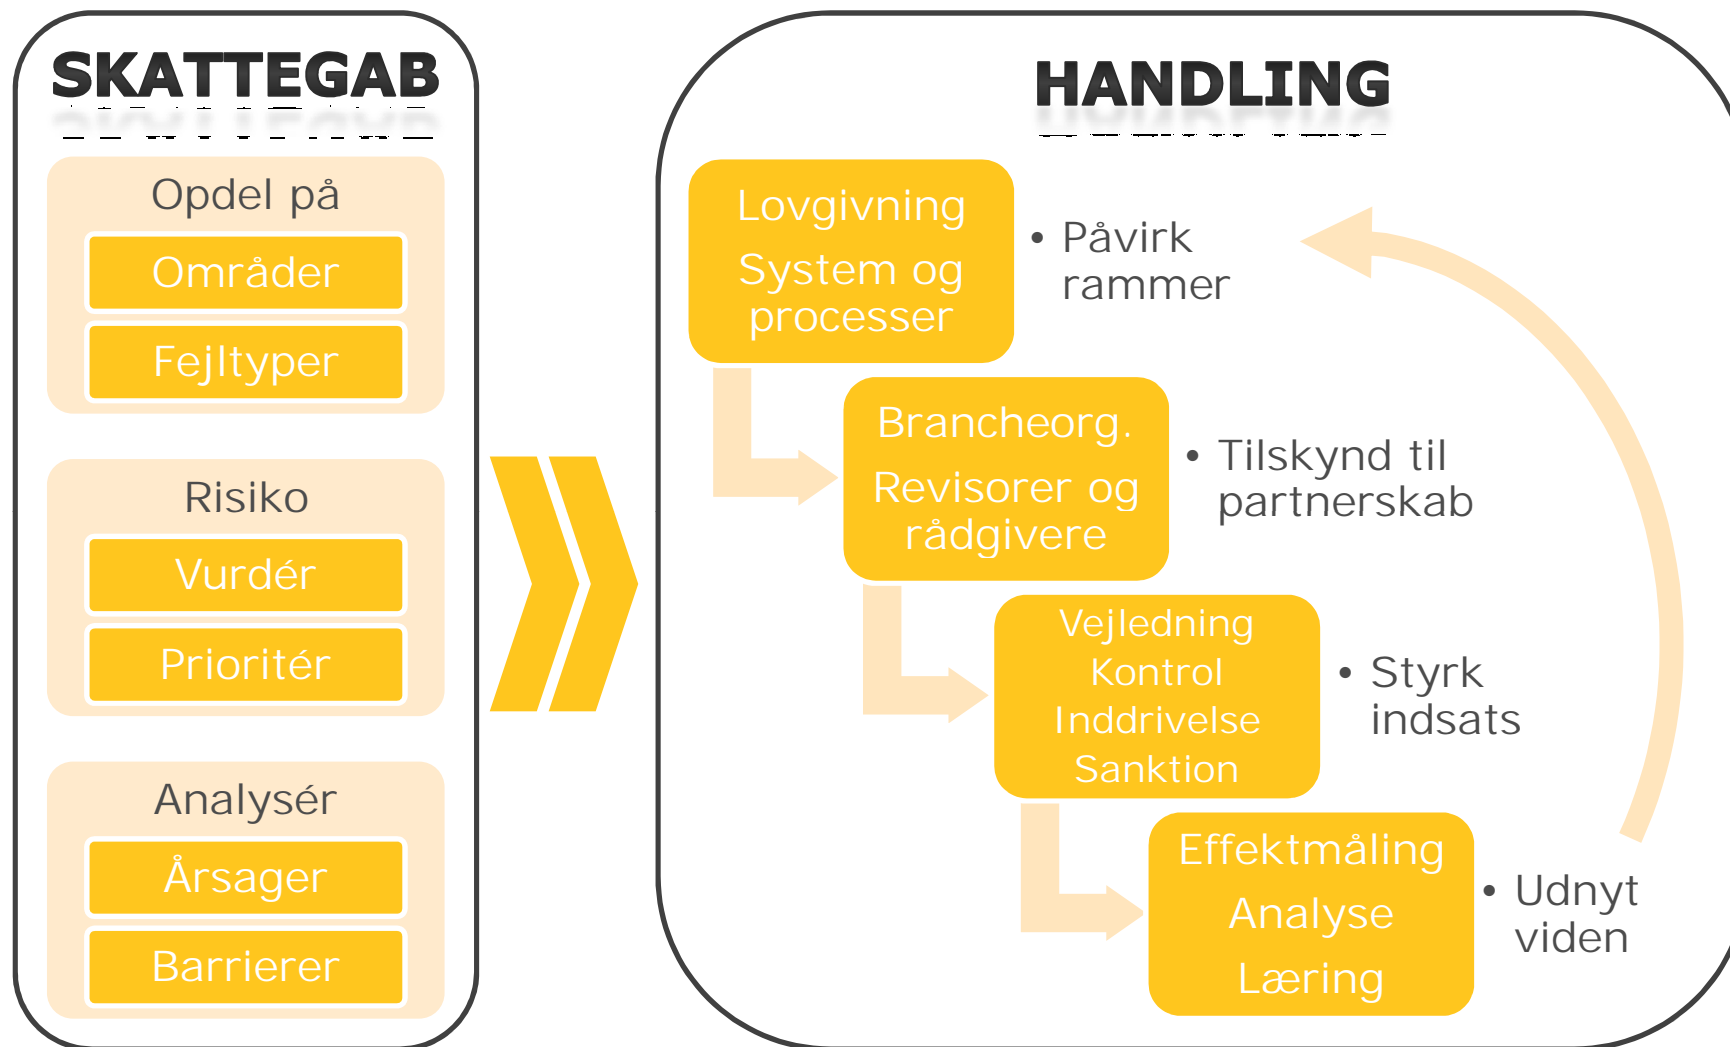 SKATTEGAB
Opdel på
Områder
Fejltyper
Risiko
Vurdér
Prioritér
Analysér
Årsager
Barrierer
HANDLING
Lovgivning
System og
processer
• Påvirk
rammer
Brancheorg.
Revisorer og
rådgivere
• Tilskynd til
partnerskab
Vejledning
Kontrol
Inddrivelse
Sanktion
• Styrk
indsats
Effektmåling
Analyse
Læring
• Udnyt
viden